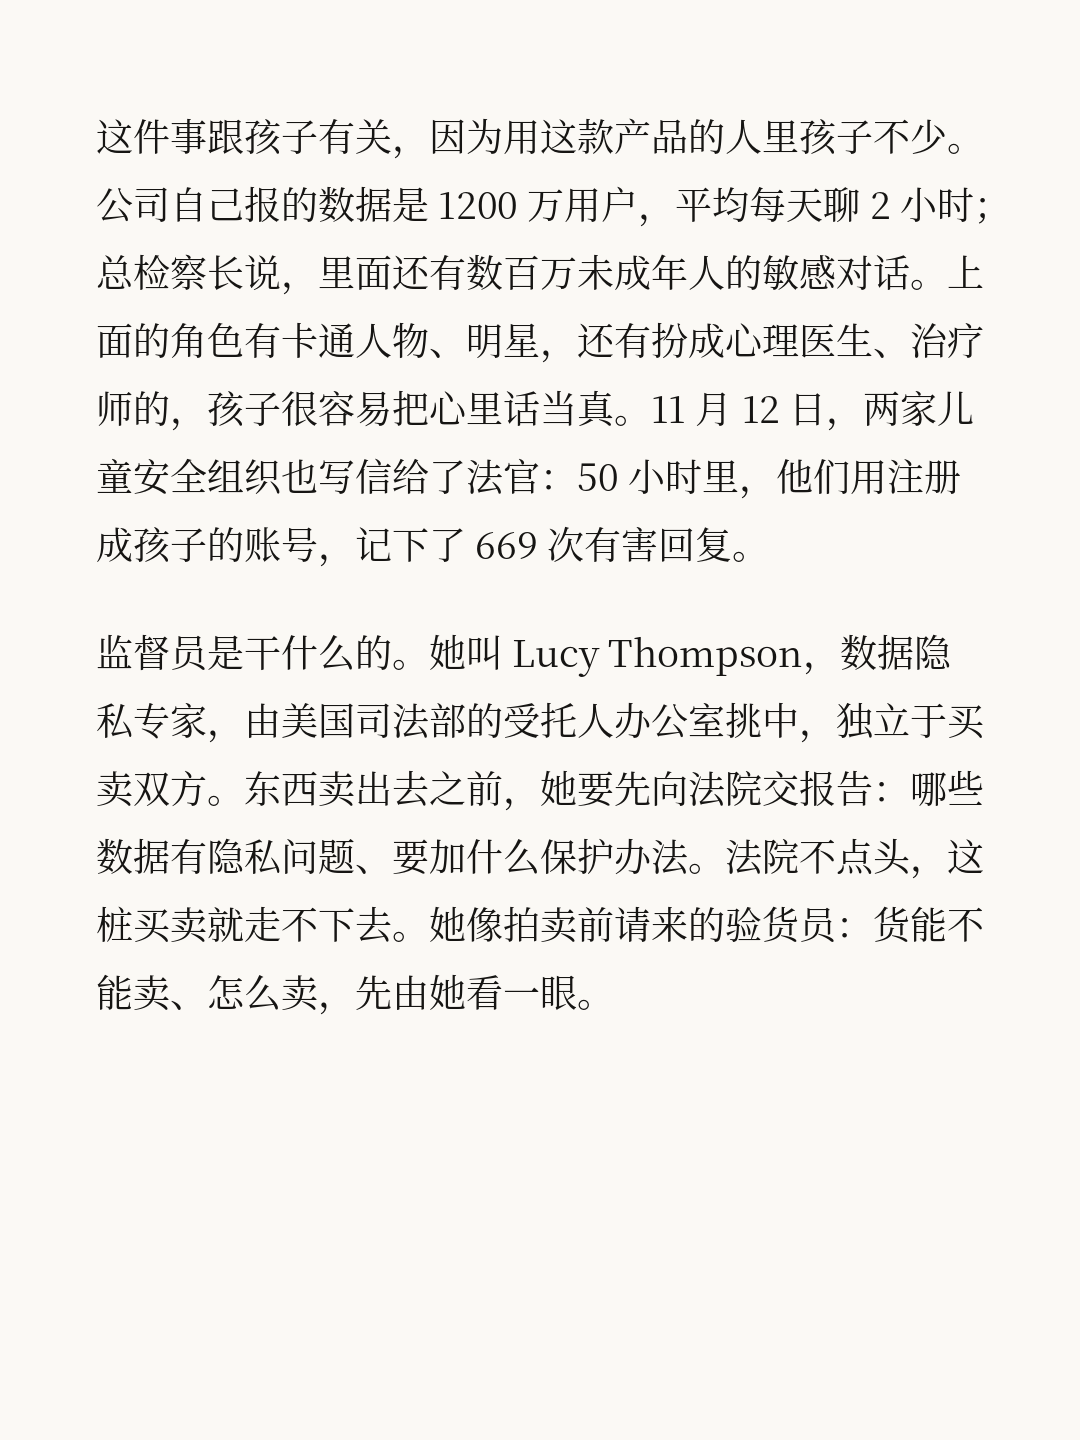 这件事跟孩子有关，因为用这款产品的人里孩子不少。
公司自己报的数据是 1200 万用户，平均每天聊 2 小时；
总检察长说，里面还有数百万未成年人的敏感对话。上
面的角色有卡通人物、明星，还有扮成心理医生、治疗
师的，孩子很容易把心里话当真。11 月 12 日，两家儿
童安全组织也写信给了法官：50 小时里，他们用注册
成孩子的账号，记下了 669 次有害回复。
监督员是干什么的。她叫 Lucy Thompson，数据隐
私专家，由美国司法部的受托人办公室挑中，独立于买
卖双方。东西卖出去之前，她要先向法院交报告：哪些
数据有隐私问题、要加什么保护办法。法院不点头，这
桩买卖就走不下去。她像拍卖前请来的验货员：货能不
能卖、怎么卖，先由她看一眼。